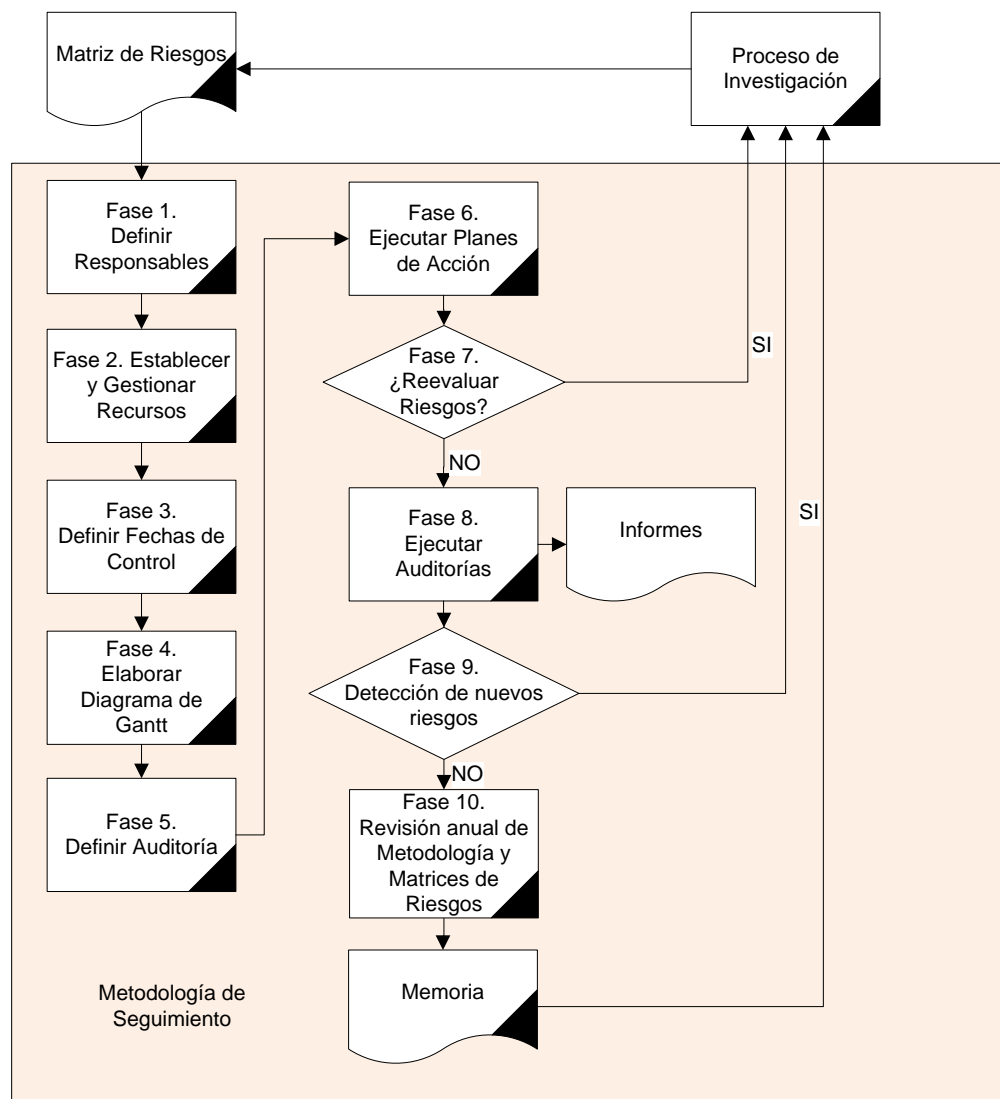 Matriz de Riesgos
Proceso de
Investigación
Fase 1.
Definir
Responsables
Fase 2. Establecer
y Gestionar
Recursos
Fase 3.
Definir Fechas de
Control
Fase 4.
Elaborar
Diagrama de
Gantt
Fase 5.
Definir Auditoría
Fase 6.
Ejecutar Planes
de Acción
Fase 7.
¿Reevaluar
Riesgos?
SI
NO
Fase 8.
Ejecutar
Auditorías
Informes
SI
Fase 9.
Detección de nuevos
riesgos
NO
Fase 10.
Revisión anual de
Metodología y
Matrices de
Riesgos
Memoria
Metodología de
Seguimiento